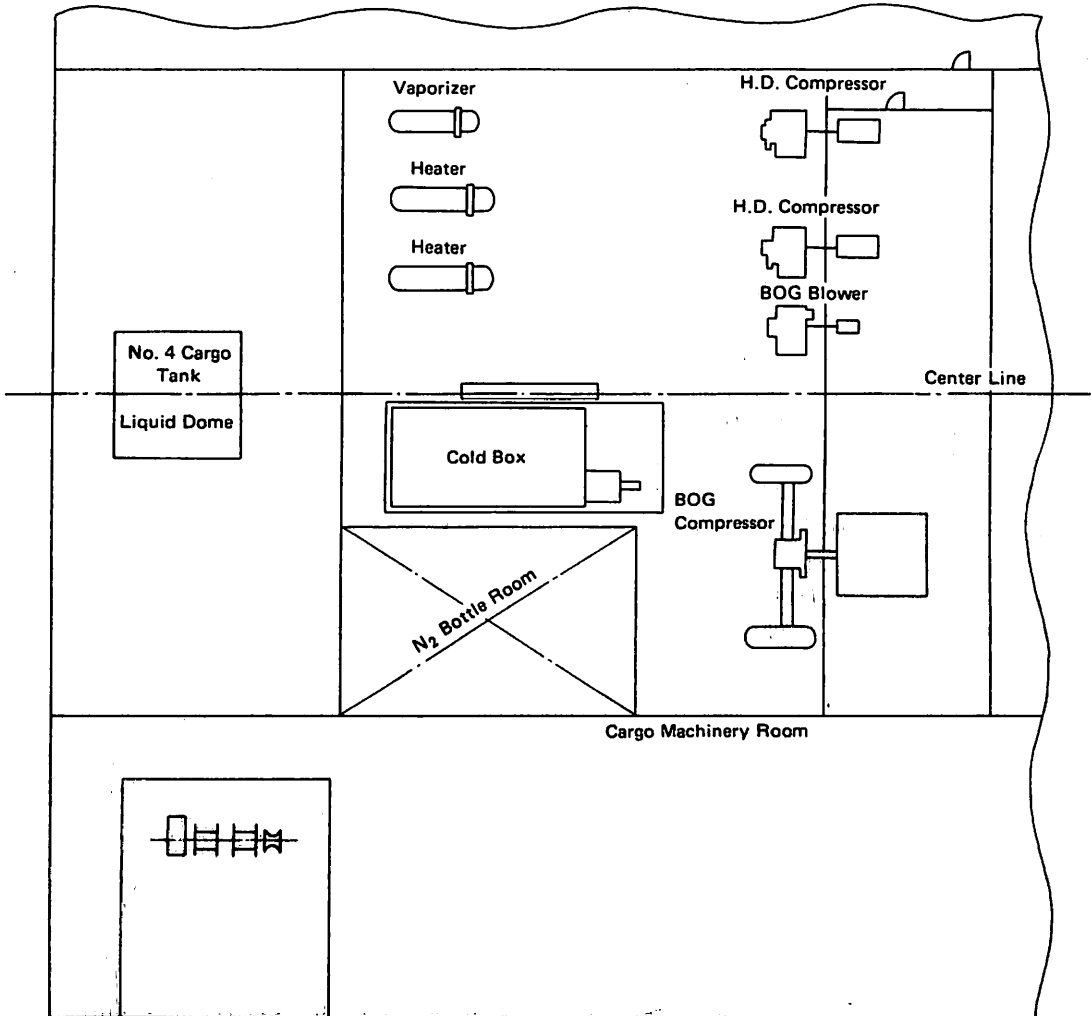 Vaporizer
H.D. Compressor
Heater
H.D. Compressor
Heater
BOG Blower
No. 4 Cargo
Tank
Center Line
Liquid Dome
Cold Box
BOG
Compressor
N₂ Bottle Room
Cargo Machinery Room